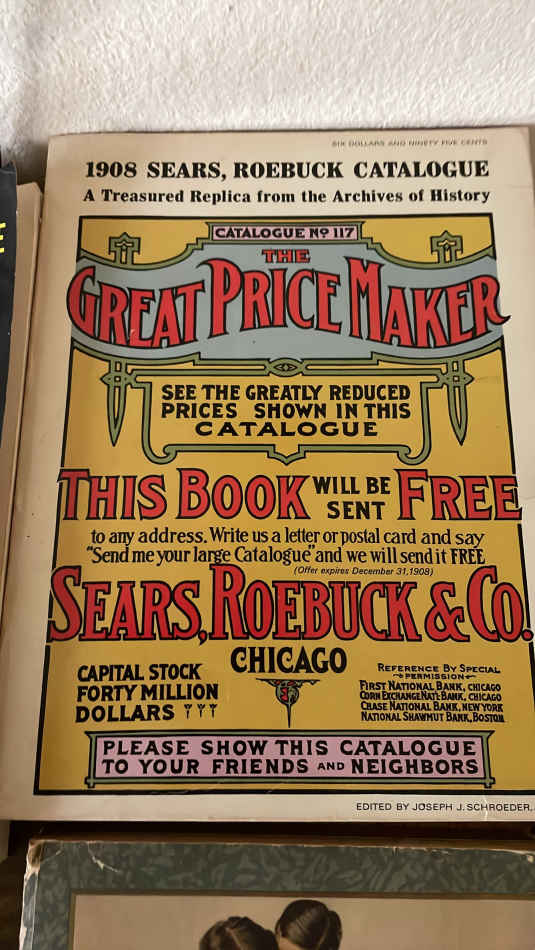 SIX DOLLARS AND NINETY FIVE CENTS
1908 SEARS, ROEBUCK CATALOGUE
A Treasured Replica from the Archives of History
CATALOGUE No 117
THE
GREAT PRICE MAKER
SEE THE GREATLY REDUCED
PRICES SHOWN IN THIS
CATALOGUE
THIS BOOK WILL BE SENT FREE
to any address. Write us a letter or postal card and say
"Send me your large Catalogue" and we will send it FREE
(Offer expires December 31, 1908)
SEARS, ROEBUCK & CO.
CHICAGO
CAPITAL STOCK
FORTY MILLION
DOLLARS
REFERENCE BY SPECIAL
PERMISSION
FIRST NATIONAL BANK, CHICAGO
CORN EXCHANGE NAT'L BANK, CHICAGO
CHASE NATIONAL BANK, NEW YORK
NATIONAL SHAWMUT BANK, BOSTON
PLEASE SHOW THIS CATALOGUE
TO YOUR FRIENDS AND NEIGHBORS
EDITED BY JOSEPH J. SCHROEDER,